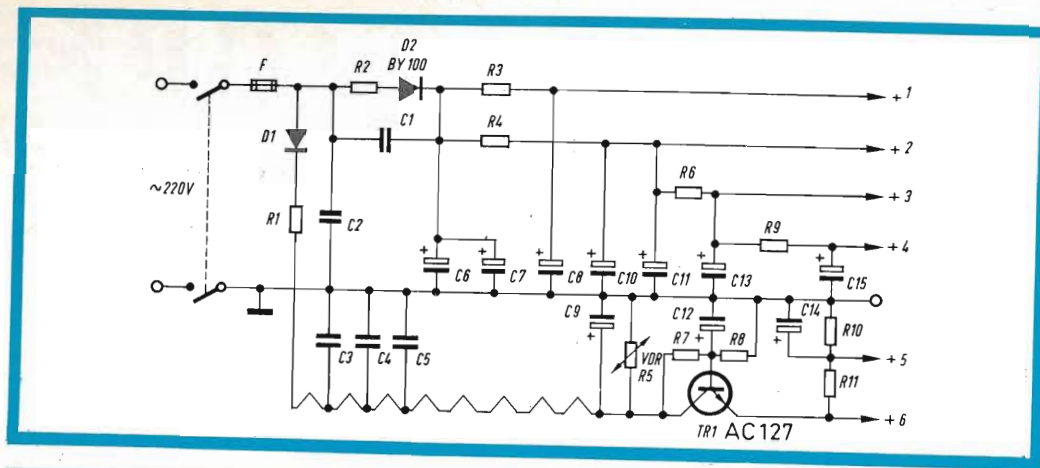 D2
F
R2
BY 100
R3
+1
D1
C1
R4
+2
~220V
R6
+3
R1
C2
R9
+4
+
+
+
+
+
+
+
C6
C7
C8
C10
C11
C13
C15
C9
C12
C14
R10
C3
C4
C5
VDR
R5
R7
R8
+
+
+
+5
R11
+6
TR1 AC127